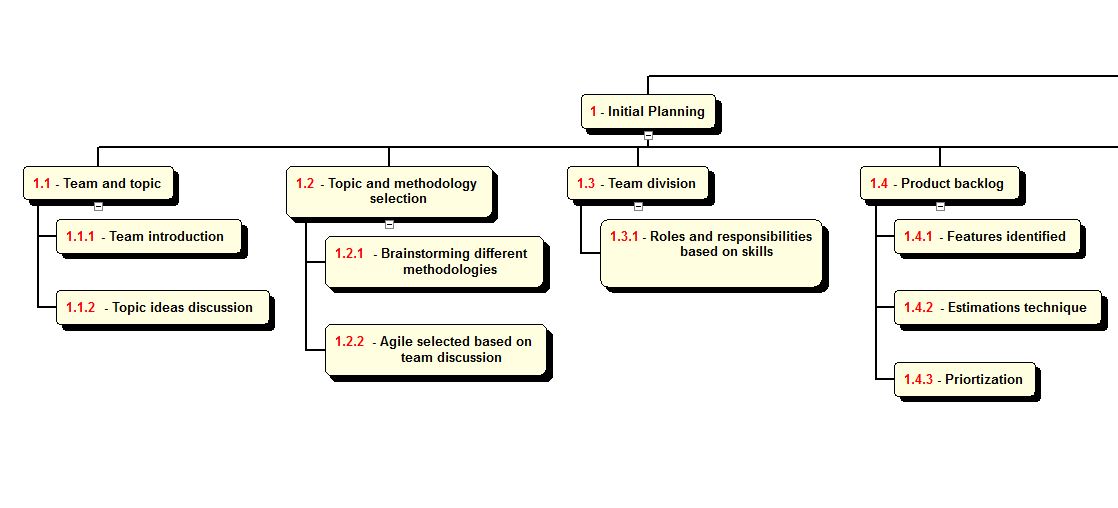 1 - Initial Planning
1.1 - Team and topic
1.1.1 - Team introduction
1.1.2 - Topic ideas discussion
1.2 - Topic and methodology
selection
1.2.1 - Brainstorming different
methodologies
1.2.2 - Agile selected based on
team discussion
1.3 - Team division
1.3.1 - Roles and responsibilities
based on skills
1.4 - Product backlog
1.4.1 - Features identified
1.4.2 - Estimations technique
1.4.3 - Priortization